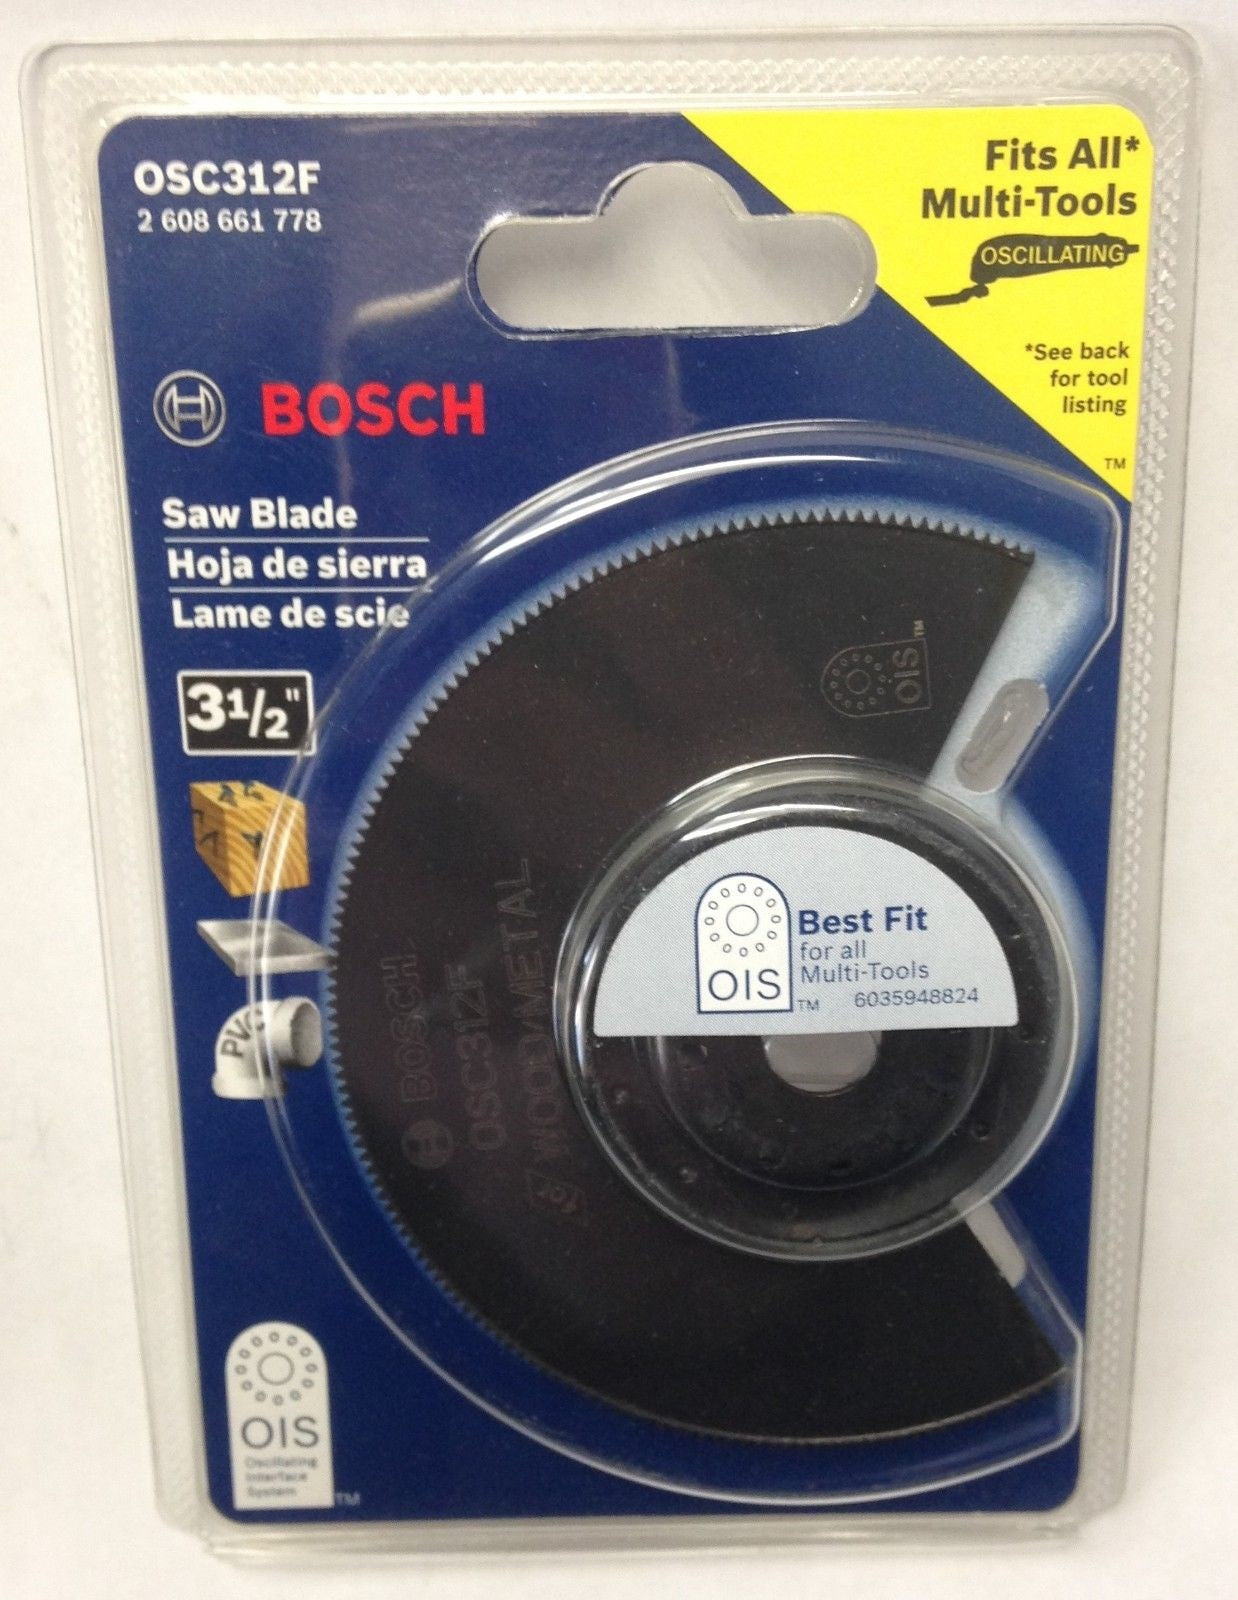 OSC312F
2 608 661 778
Fits All*
Multi-Tools
OSCILLATING
*See back
for tool
listing
TM
BOSCH
Saw Blade
Hoja de sierra
Lame de scie
3 1/2"
PVC
OIS
TM
BOSCH
OSC312F
for WOOD/METAL
Best Fit
for all
Multi-Tools
OIS
TM
6035948824
OIS
Oscillating
Interface
System
TM